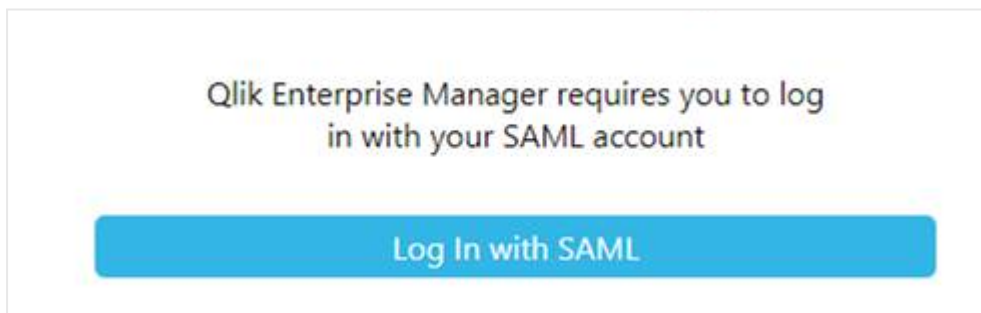 Qlik Enterprise Manager requires you to log
in with your SAML account
Log In with SAML